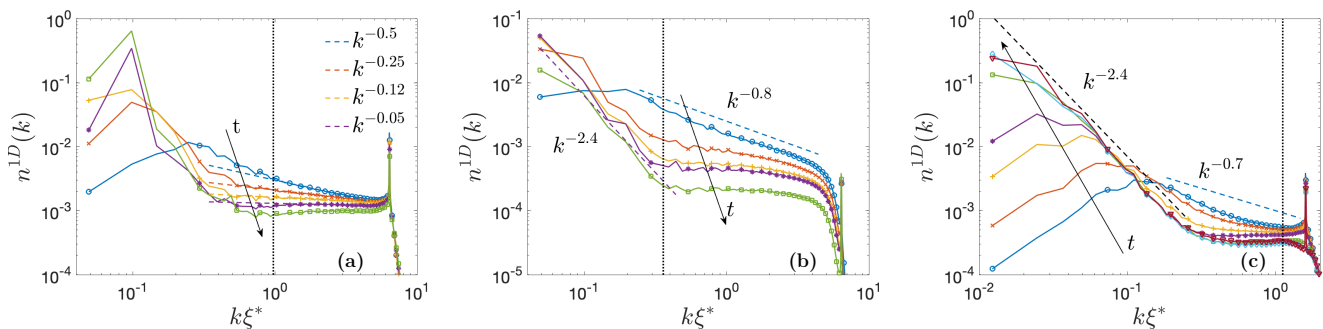 10^0
10^{-1}
10^{-2}
10^{-3}
10^{-4}
n^{1D}(k)
k^{-0.5}
k^{-0.25}
k^{-0.12}
k^{-0.05}
t
(a)
10^{-1}
10^0
10^1
kξ*
10^0
10^{-1}
10^{-2}
10^{-3}
10^{-4}
10^{-5}
n^{1D}(k)
k^{-0.8}
k^{-2.4}
t
(b)
10^{-1}
10^0
10^1
kξ*
10^0
10^{-1}
10^{-2}
10^{-3}
10^{-4}
n^{1D}(k)
k^{-2.4}
k^{-0.7}
t
(c)
10^{-2}
10^{-1}
10^0
kξ*